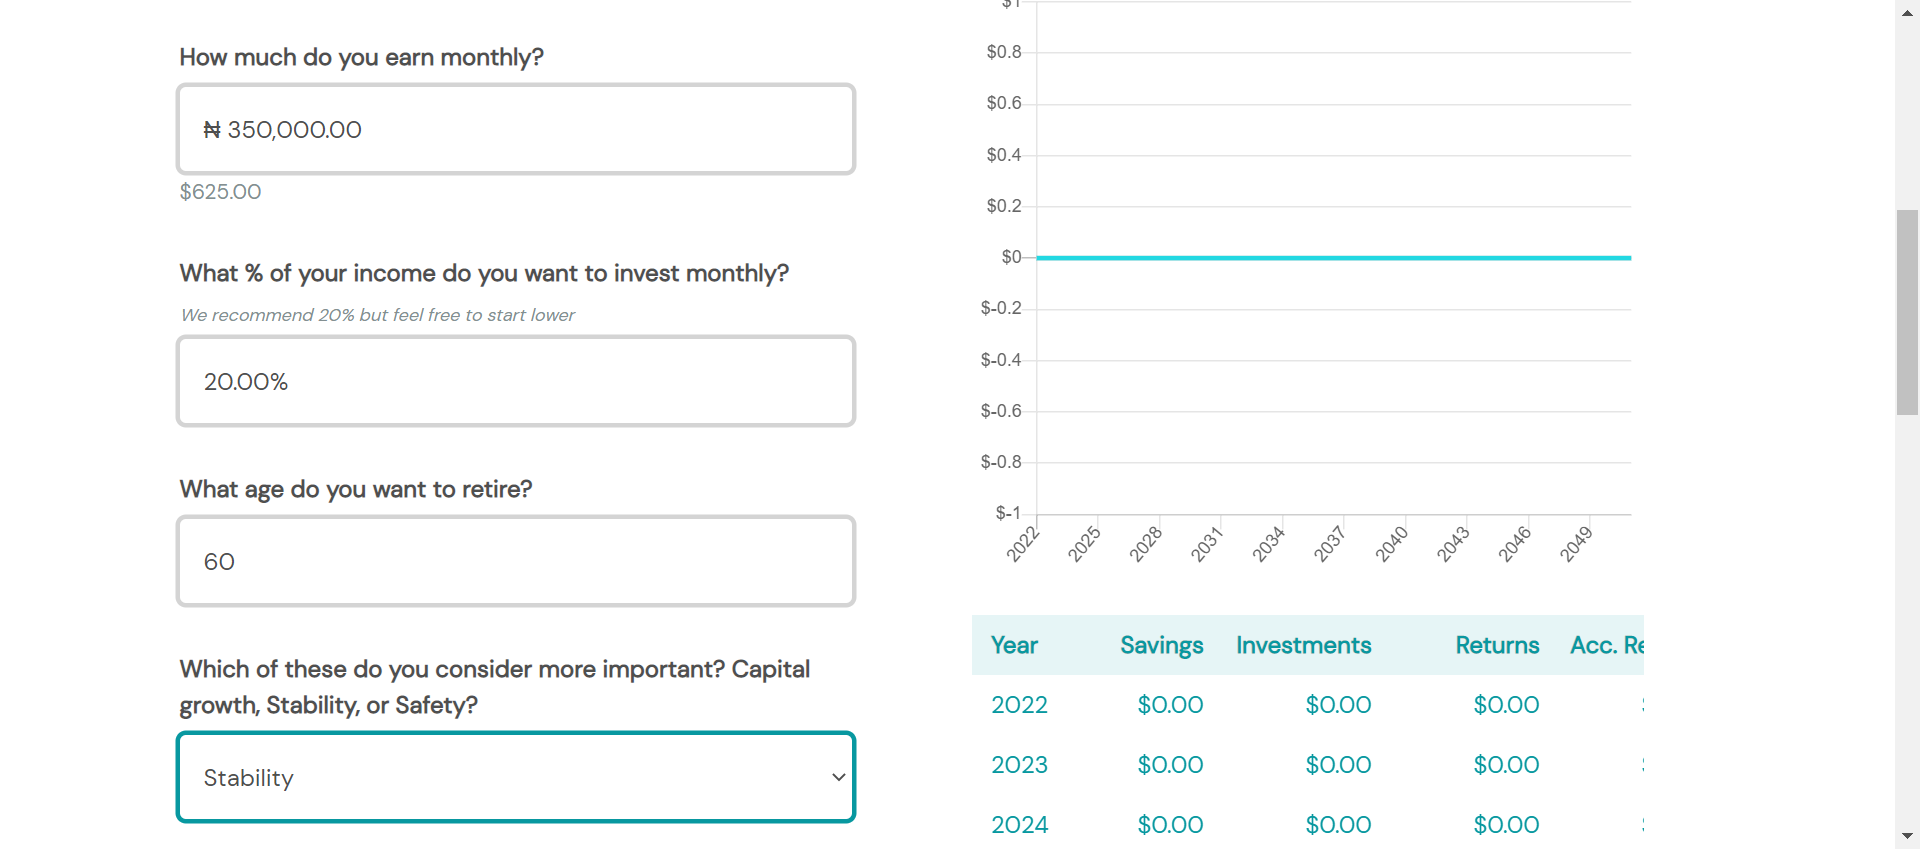 How much do you earn monthly?
₦ 350,000.00
$625.00
What % of your income do you want to invest monthly?
We recommend 20% but feel free to start lower
20.00%
What age do you want to retire?
60
Which of these do you consider more important? Capital
growth, Stability, or Safety?
Stability
$1
$0.8
$0.6
$0.4
$0.2
$0
$-0.2
$-0.4
$-0.6
$-0.8
$-1
2022 2025 2028 2031 2034 2037 2040 2043 2046 2049
Year Savings Investments Returns Acc. Re
2022 $0.00 $0.00 $0.00
2023 $0.00 $0.00 $0.00
2024 $0.00 $0.00 $0.00